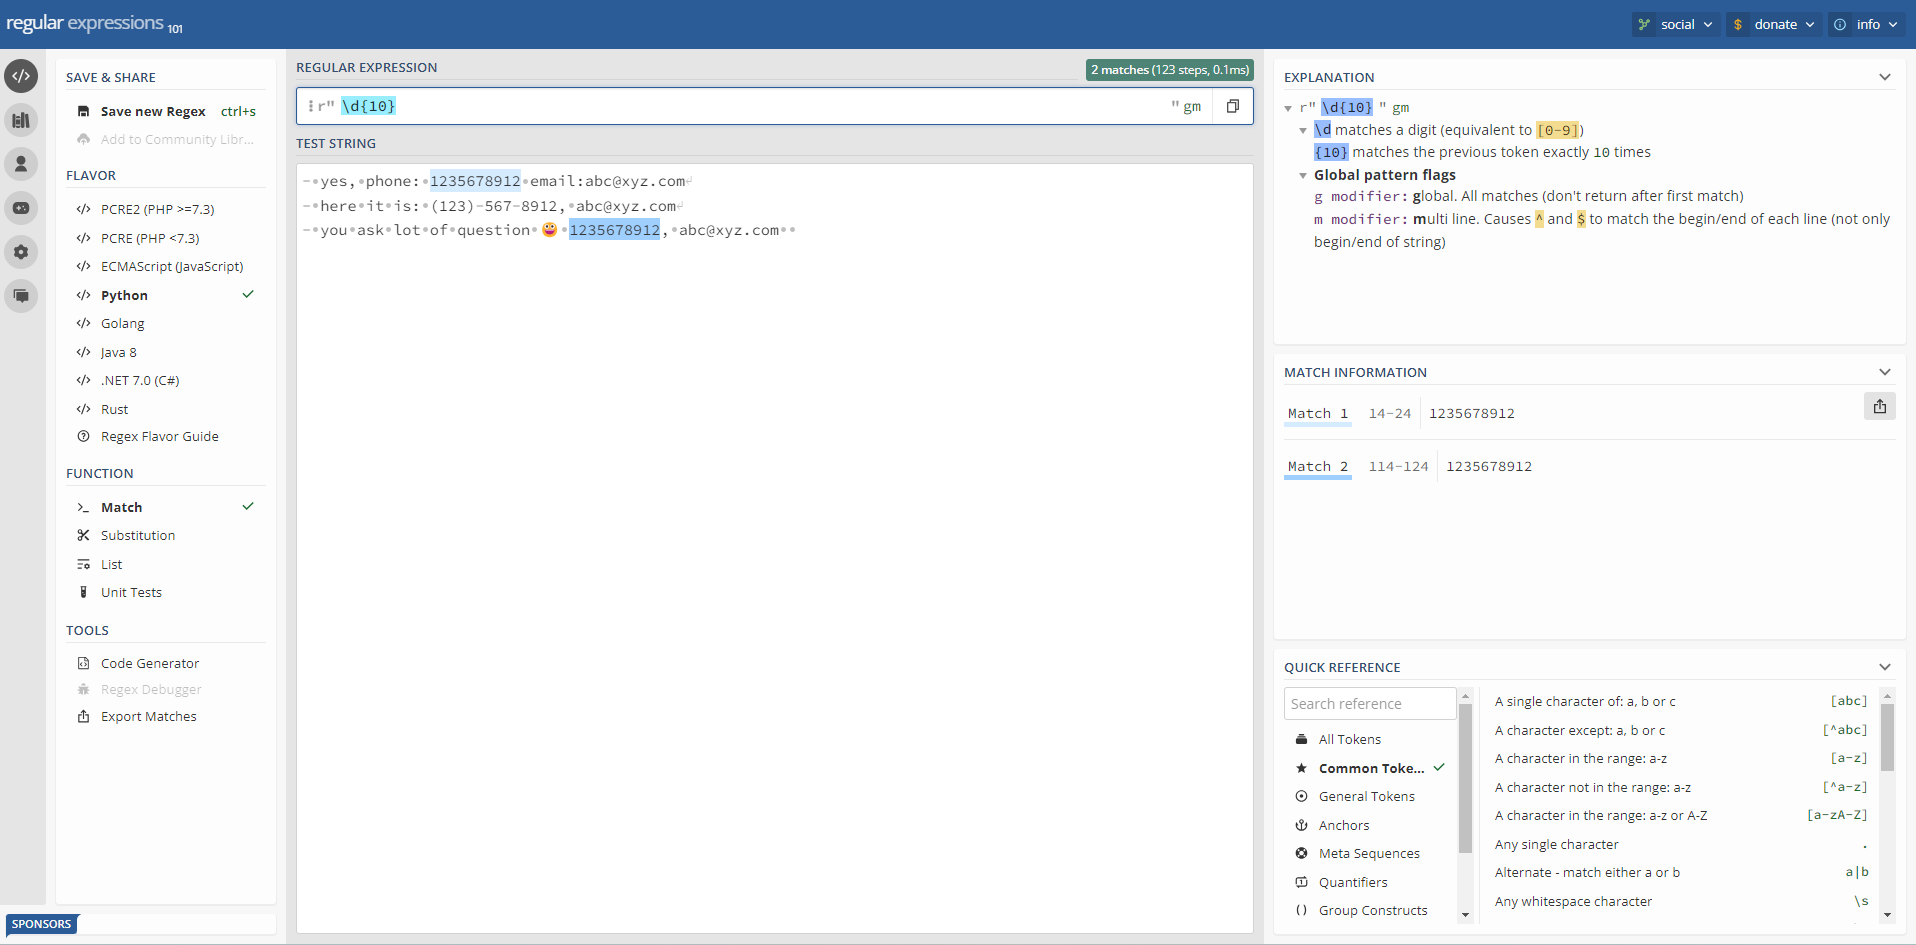 regular expressions 101
social
donate
info
SAVE & SHARE
Save new Regex ctrl+s
Add to Community Libr...
FLAVOR
PCRE2 (PHP >=7.3)
PCRE (PHP <7.3)
ECMAScript (JavaScript)
Python
Golang
Java 8
.NET 7.0 (C#)
Rust
Regex Flavor Guide
FUNCTION
Match
Substitution
List
Unit Tests
TOOLS
Code Generator
Regex Debugger
Export Matches
SPONSORS
REGULAR EXPRESSION
2 matches (123 steps, 0.1ms)
r" \d{10} " gm
TEST STRING
- yes, phone: 1235678912 email:abc@xyz.com
- here it is: (123)-567-8912, abc@xyz.com
- you ask lot of question 😀 1235678912, abc@xyz.com
EXPLANATION
r" \d{10} " gm
\d matches a digit (equivalent to [0-9])
{10} matches the previous token exactly 10 times
Global pattern flags
g modifier: global. All matches (don't return after first match)
m modifier: multi line. Causes ^ and $ to match the begin/end of each line (not only
begin/end of string)
MATCH INFORMATION
Match 1 14-24 1235678912
Match 2 114-124 1235678912
QUICK REFERENCE
Search reference
All Tokens
Common Toke...
General Tokens
Anchors
Meta Sequences
Quantifiers
Group Constructs
A single character of: a, b or c [abc]
A character except: a, b or c [^abc]
A character in the range: a-z [a-z]
A character not in the range: a-z [^a-z]
A character in the range: a-z or A-Z [a-zA-Z]
Any single character .
Alternate - match either a or b a|b
Any whitespace character \s